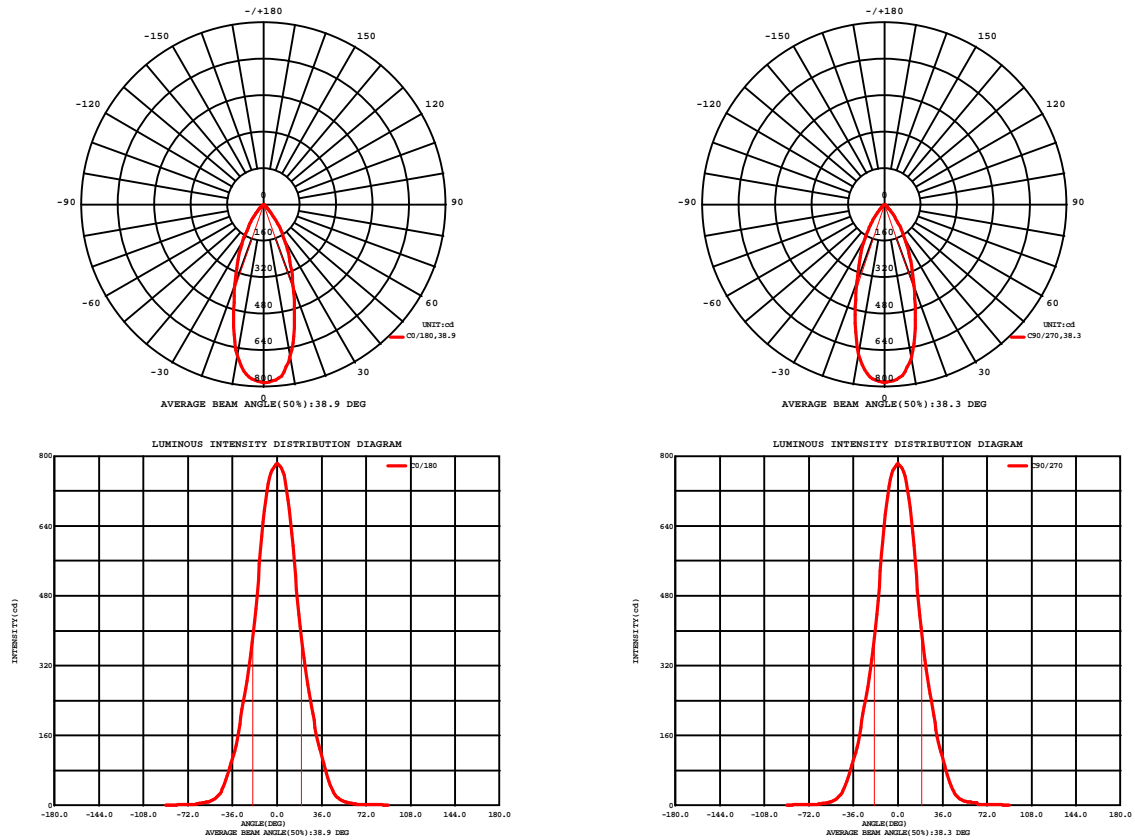 -/+180
-150 150
-120 120
-90 90
-60 60
-30 30
0
160
320
480
640
800
0
UNIT:cd
C0/180,38.9
AVERAGE BEAM ANGLE(50%):38.9 DEG
-/+180
-150 150
-120 120
-90 90
-60 60
-30 30
0
160
320
480
640
800
0
UNIT:cd
C90/270,38.3
AVERAGE BEAM ANGLE(50%):38.3 DEG
LUMINOUS INTENSITY DISTRIBUTION DIAGRAM
C0/180
INTENSITY(cd)
800
640
480
320
160
0
-180.0 -144.0 -108.0 -72.0 -36.0 0.0 36.0 72.0 108.0 144.0 180.0
ANGLE(DEG)
AVERAGE BEAM ANGLE(50%):38.9 DEG
LUMINOUS INTENSITY DISTRIBUTION DIAGRAM
C90/270
INTENSITY(cd)
800
640
480
320
160
0
-180.0 -144.0 -108.0 -72.0 -36.0 0.0 36.0 72.0 108.0 144.0 180.0
ANGLE(DEG)
AVERAGE BEAM ANGLE(50%):38.3 DEG